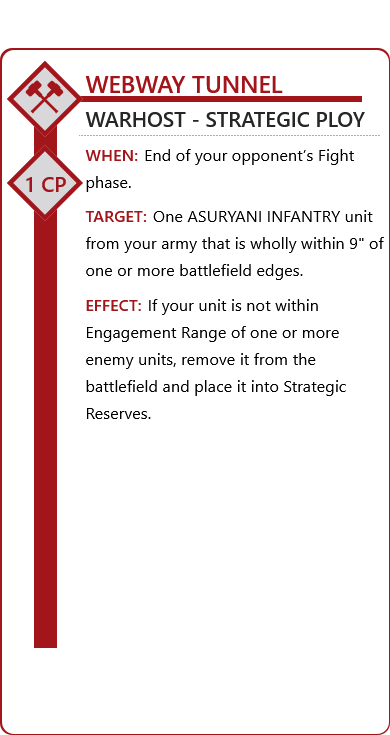 WEBWAY TUNNEL
WARHOST - STRATEGIC PLOY
1 CP
WHEN: End of your opponent’s Fight
phase.
TARGET: One ASURYANI INFANTRY unit
from your army that is wholly within 9" of
one or more battlefield edges.
EFFECT: If your unit is not within
Engagement Range of one or more
enemy units, remove it from the
battlefield and place it into Strategic
Reserves.